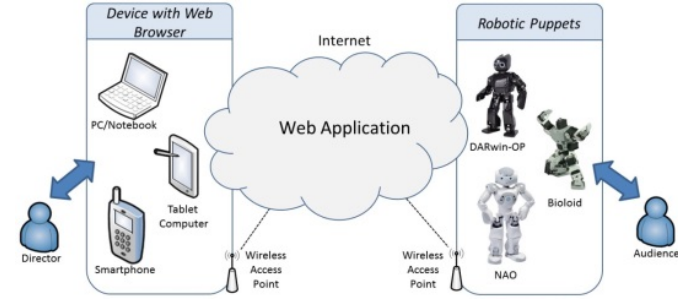 Device with Web
Browser
PC/Notebook
Tablet
Computer
Smartphone
Director
Internet
Web Application
Wireless
Access
Point
Wireless
Access
Point
Robotic Puppets
DARwin-OP
Bioloid
NAO
Audience